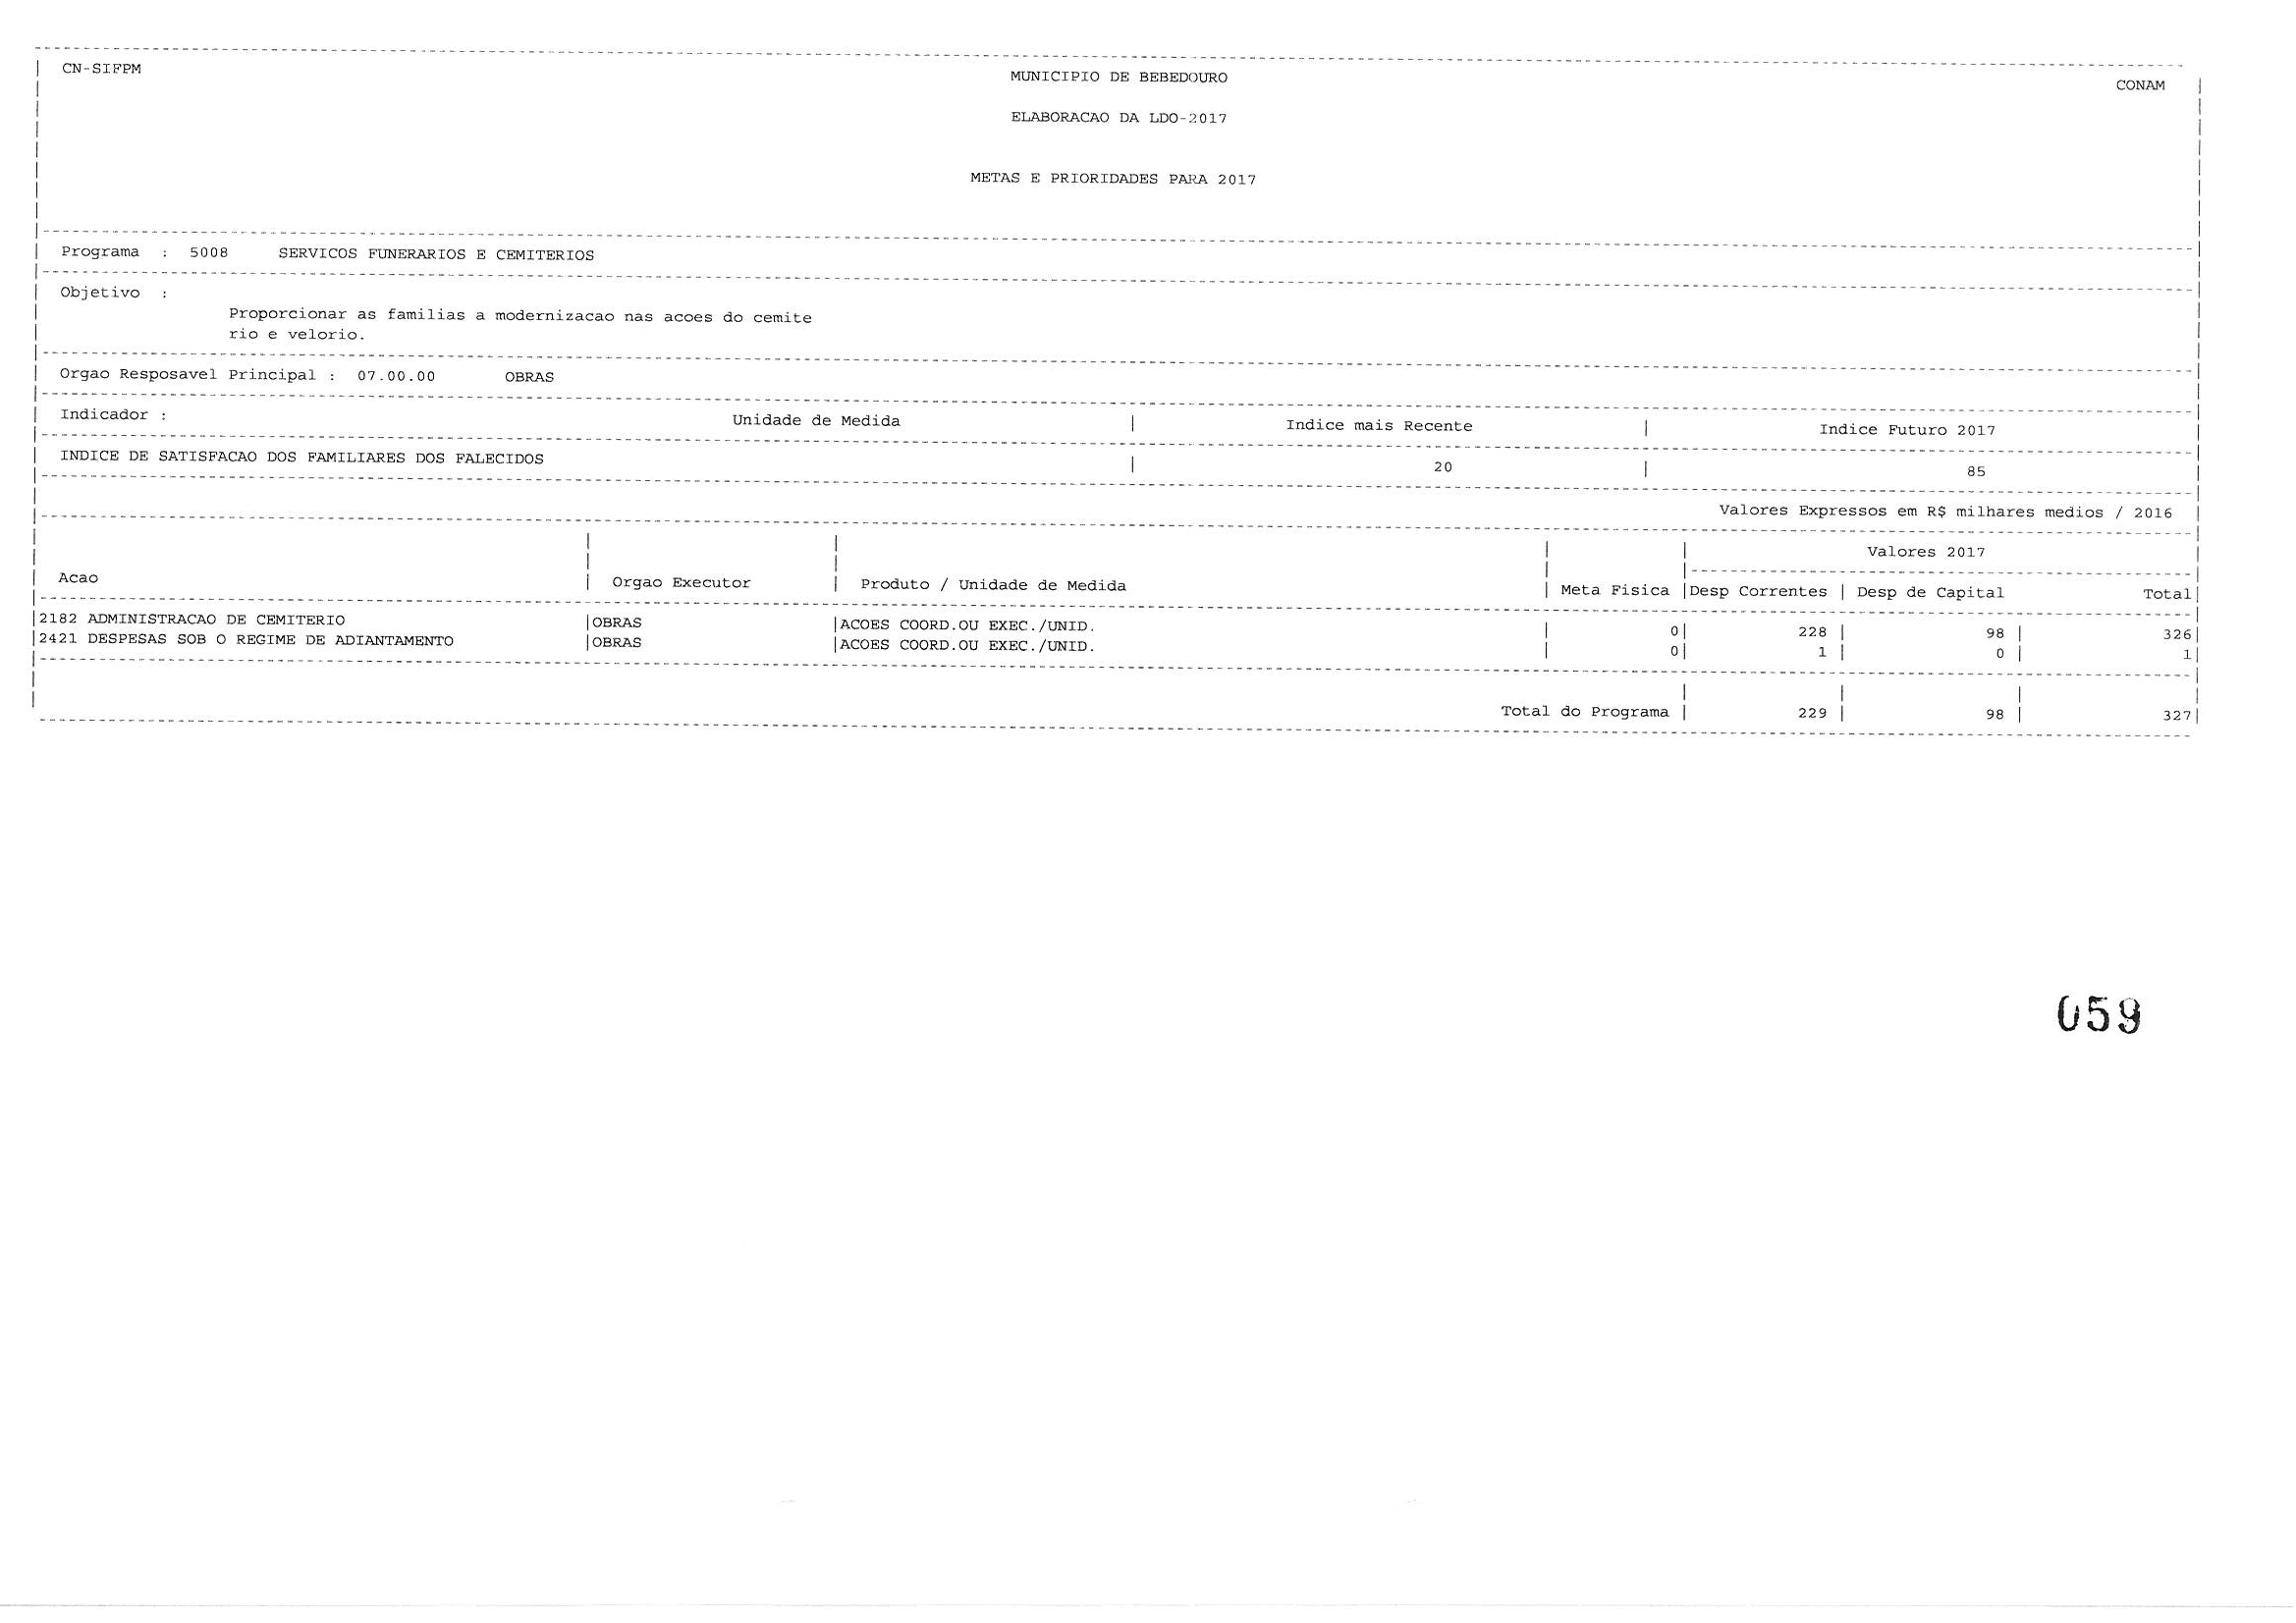 CN-SIFPM MUNICIPIO DE BEBEDOURO CONAM
ELABORACAO DA LDO-2017
METAS E PRIORIDADES PARA 2017
Programa : 5008 SERVICOS FUNERARIOS E CEMITERIOS
Objetivo :
Proporcionar as familias a modernizacao nas acoes do cemite
rio e velorio.
Orgao Resposavel Principal : 07.00.00 OBRAS
Indicador : Unidade de Medida | Indice mais Recente | Indice Futuro 2017
INDICE DE SATISFACAO DOS FAMILIARES DOS FALECIDOS | 20 | 85
Valores Expressos em R$ milhares medios / 2016
Valores 2017
Acao | Orgao Executor | Produto / Unidade de Medida | Meta Fisica | Desp Correntes | Desp de Capital Total
2182 ADMINISTRACAO DE CEMITERIO | OBRAS | ACOES COORD.OU EXEC./UNID. | 0 | 228 | 98 | 326
2421 DESPESAS SOB O REGIME DE ADIANTAMENTO | OBRAS | ACOES COORD.OU EXEC./UNID. | 0 | 1 | 0 | 1
Total do Programa | 229 | 98 | 327
059